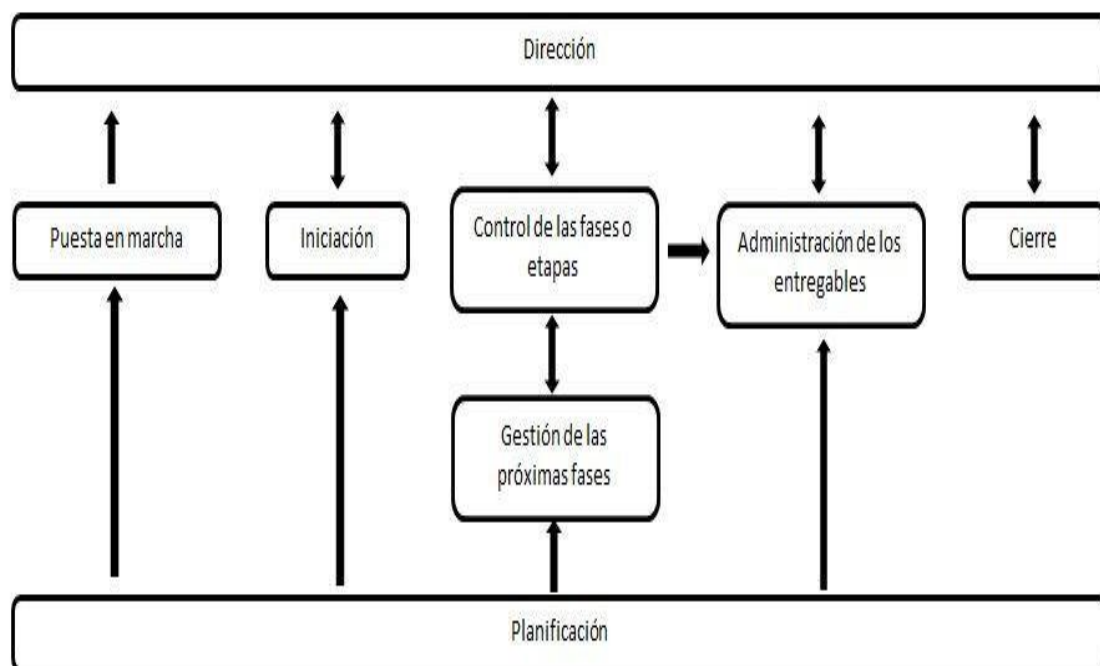 Dirección
Puesta en marcha
Iniciación
Control de las fases o
etapas
Administración de los
entregables
Cierre
Gestión de las
próximas fases
Planificación